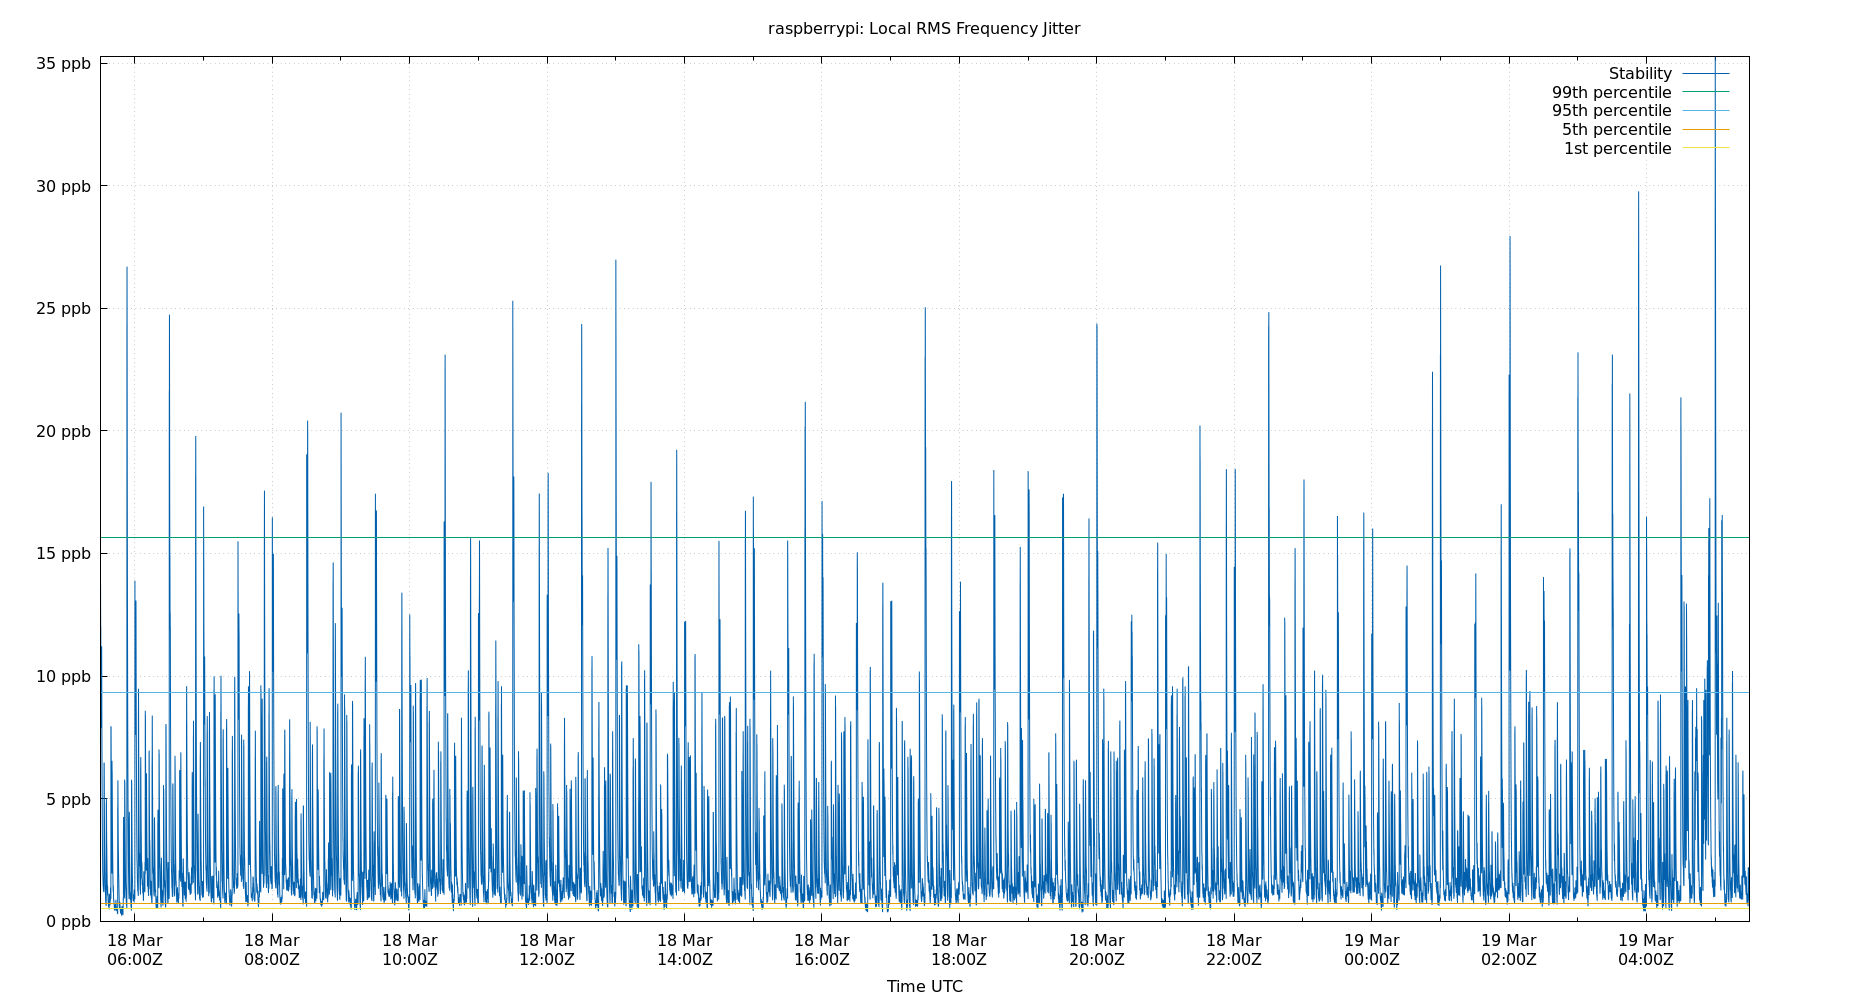 raspberrypi: Local RMS Frequency Jitter
35 ppb
30 ppb
25 ppb
20 ppb
15 ppb
10 ppb
5 ppb
0 ppb
Stability
99th percentile
95th percentile
5th percentile
1st percentile
18 Mar 18 Mar 18 Mar 18 Mar 18 Mar 18 Mar 18 Mar 18 Mar 18 Mar 19 Mar 19 Mar 19 Mar
06:00Z 08:00Z 10:00Z 12:00Z 14:00Z 16:00Z 18:00Z 20:00Z 22:00Z 00:00Z 02:00Z 04:00Z
Time UTC